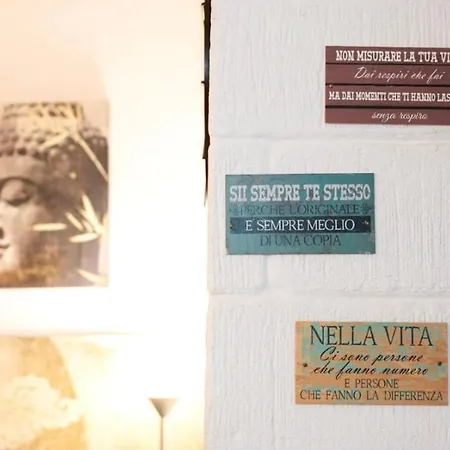 NON MISURARE LA TUA VI
Dai respiri che fai
MA DAI MOMENTI CHE TI HANNO LAS
senza respiro
SII SEMPRE TE STESSO
PERCHE L'ORIGINALE
E' SEMPRE MEGLIO
DI UNA COPIA
NELLA VITA
Ci sono persone
che fanno numero
E PERSONE
CHE FANNO LA DIFFERENZA